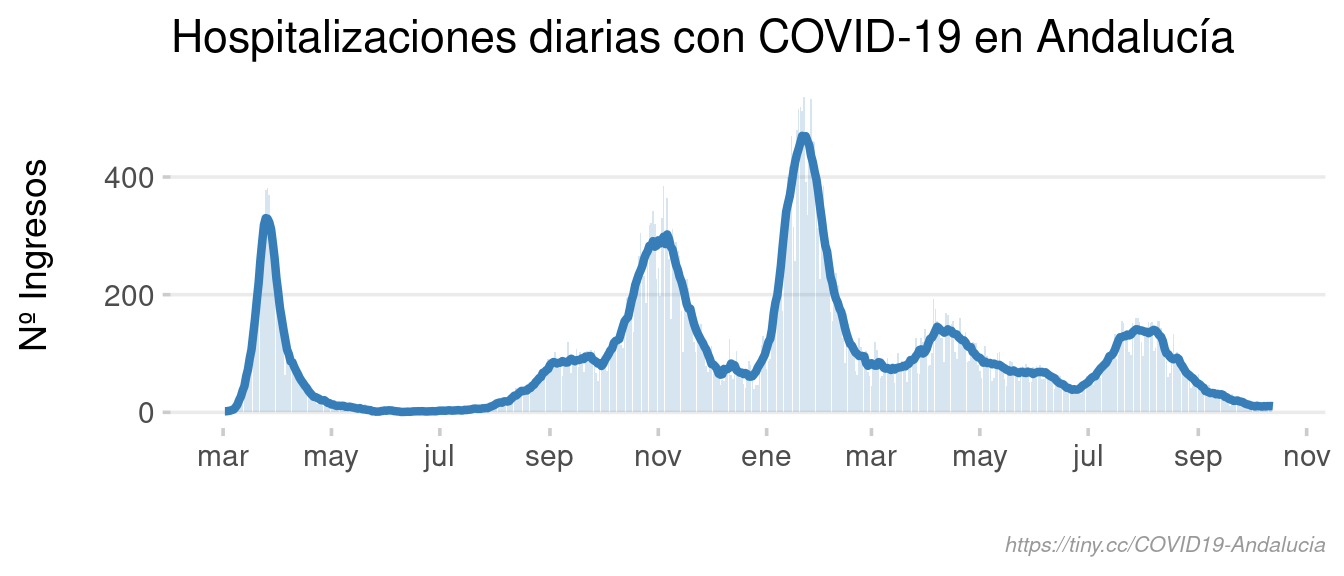 Hospitalizaciones diarias con COVID-19 en Andalucía
Nº Ingresos
400
200
0
mar may jul sep nov ene mar may jul sep nov
https://tiny.cc/COVID19-Andalucia